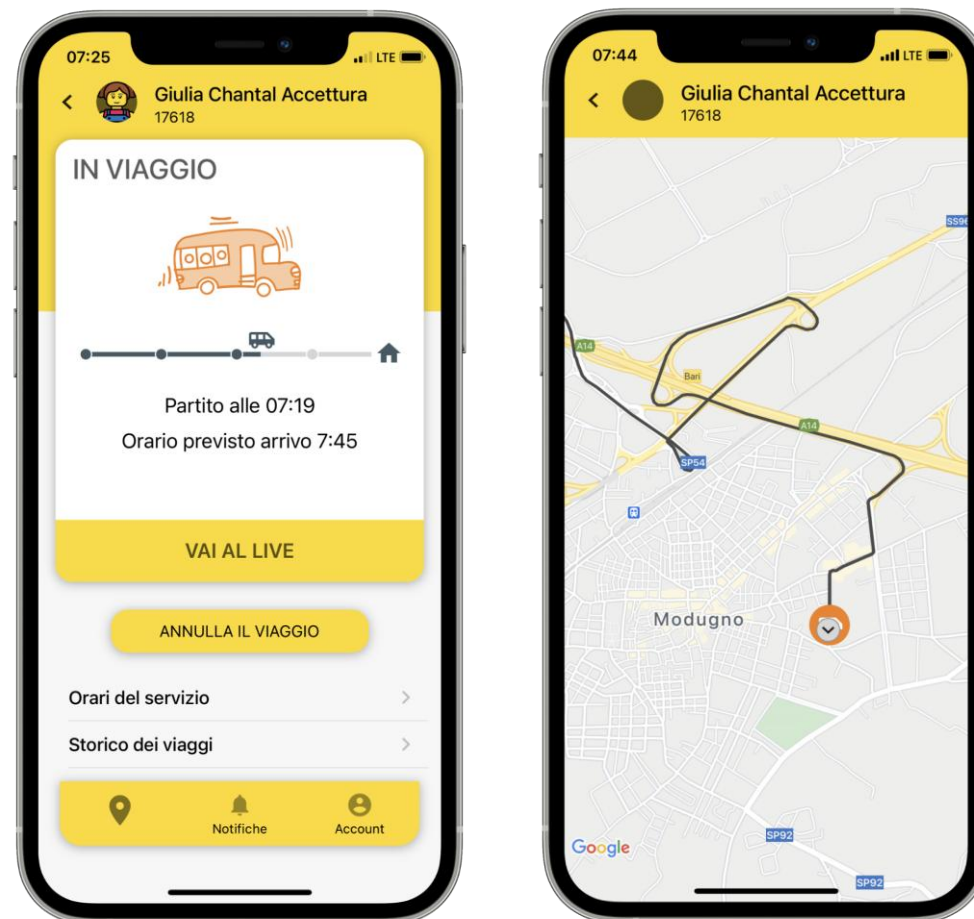 07:25
LTE
Giulia Chantal Accettura
17618
IN VIAGGIO
Partito alle 07:19
Orario previsto arrivo 7:45
VAI AL LIVE
ANNULLA IL VIAGGIO
Orari del servizio
Storico dei viaggi
Notifiche
Account
07:44
LTE
Giulia Chantal Accettura
17618
SS96
A14
Bari
A14
SP54
Modugno
SP92
Google
SP92